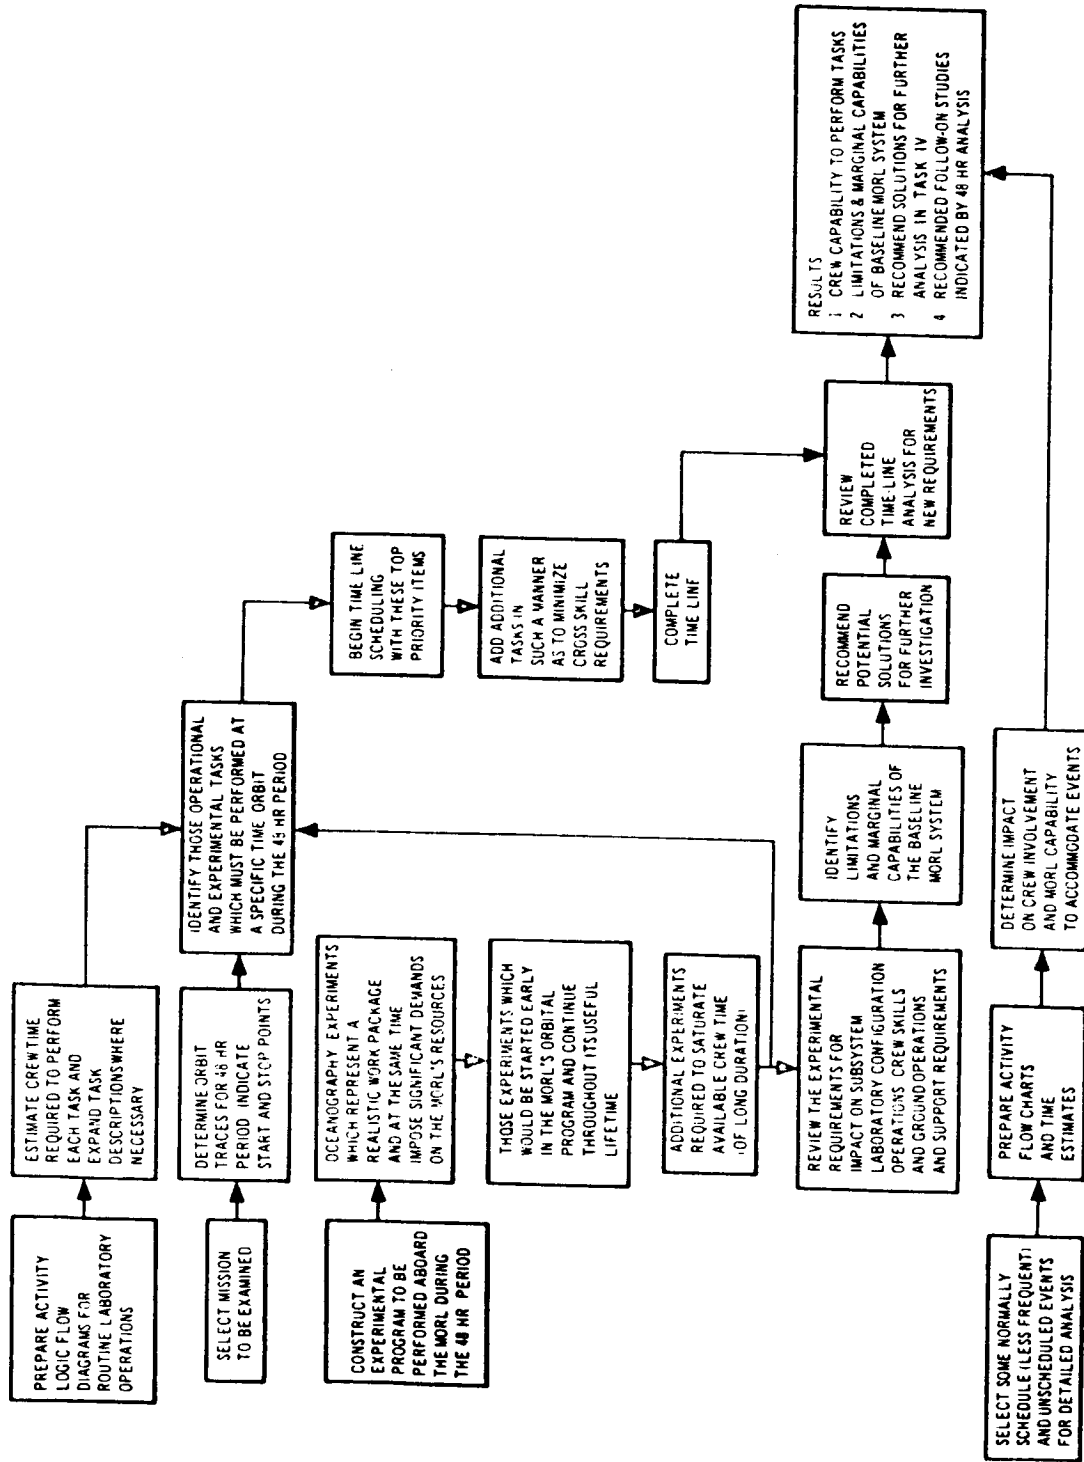 PREPARE ACTIVITY
LOGIC FLOW
DIAGRAMS FOR
ROUTINE LABORATORY
OPERATIONS
ESTIMATE CREW TIME
REQUIRED TO PERFORM
EACH TASK AND
EXPAND TASK
DESCRIPTIONS WHERE
NECESSARY
SELECT MISSION
TO BE EXAMINED
DETERMINE ORBIT
TRACES FOR 48 HR
PERIOD INDICATE
START AND STOP POINTS
IDENTIFY THOSE OPERATIONAL
AND EXPERIMENTAL TASKS
WHICH MUST BE PERFORMED AT
A SPECIFIC TIME ORBIT
DURING THE 48 HR PERIOD
BEGIN TIME LINE
SCHEDULING
WITH THESE TOP
PRIORITY ITEMS
ADD ADDITIONAL
TASKS IN
SUCH A MANNER
AS TO MINIMIZE
CROSS SKILL
REQUIREMENTS
COMPLETE
TIME LINE
CONSTRUCT AN
EXPERIMENTAL
PROGRAM TO BE
PERFORMED ABOARD
THE MORL DURING
THE 48 HR PERIOD
OCEANOGRAPHY EXPERIMENTS
WHICH REPRESENT A
REALISTIC WORK PACKAGE
AND AT THE SAME TIME
IMPOSE SIGNIFICANT DEMANDS
ON THE MORL'S RESOURCES
THOSE EXPERIMENTS WHICH
WOULD BE STARTED EARLY
IN THE MORL'S ORBITAL
PROGRAM AND CONTINUE
THROUGHOUT ITS USEFUL
LIFETIME
ADDITIONAL EXPERIMENTS
REQUIRED TO SATURATE
AVAILABLE CREW TIME
(OF LONG DURATION)
REVIEW THE EXPERIMENTAL
REQUIREMENTS FOR
IMPACT ON SUBSYSTEM
LABORATORY CONFIGURATION
OPERATIONS CREW SKILLS
AND GROUND OPERATIONS
AND SUPPORT REQUIREMENTS
IDENTIFY
LIMITATIONS
AND MARGINAL
CAPABILITIES OF
THE BASELINE
MORL SYSTEM
RECOMMEND
POTENTIAL
SOLUTIONS
FOR FURTHER
INVESTIGATION
REVIEW
COMPLETED
TIME-LINE
ANALYSIS FOR
NEW REQUIREMENTS
RESULTS
1 CREW CAPABILITY TO PERFORM TASKS
2 LIMITATIONS & MARGINAL CAPABILITIES
OF BASELINE MORL SYSTEM
3 RECOMMEND SOLUTIONS FOR FURTHER
ANALYSIS IN TASK IV
4 RECOMMENDED FOLLOW-ON STUDIES
INDICATED BY 48 HR ANALYSIS
SELECT SOME NORMALLY
SCHEDULE (LESS FREQUENT)
AND UNSCHEDULED EVENTS
FOR DETAILED ANALYSIS
PREPARE ACTIVITY
FLOW CHARTS
AND TIME
ESTIMATES
DETERMINE IMPACT
ON CREW INVOLVEMENT
AND MORL CAPABILITY
TO ACCOMMODATE EVENTS